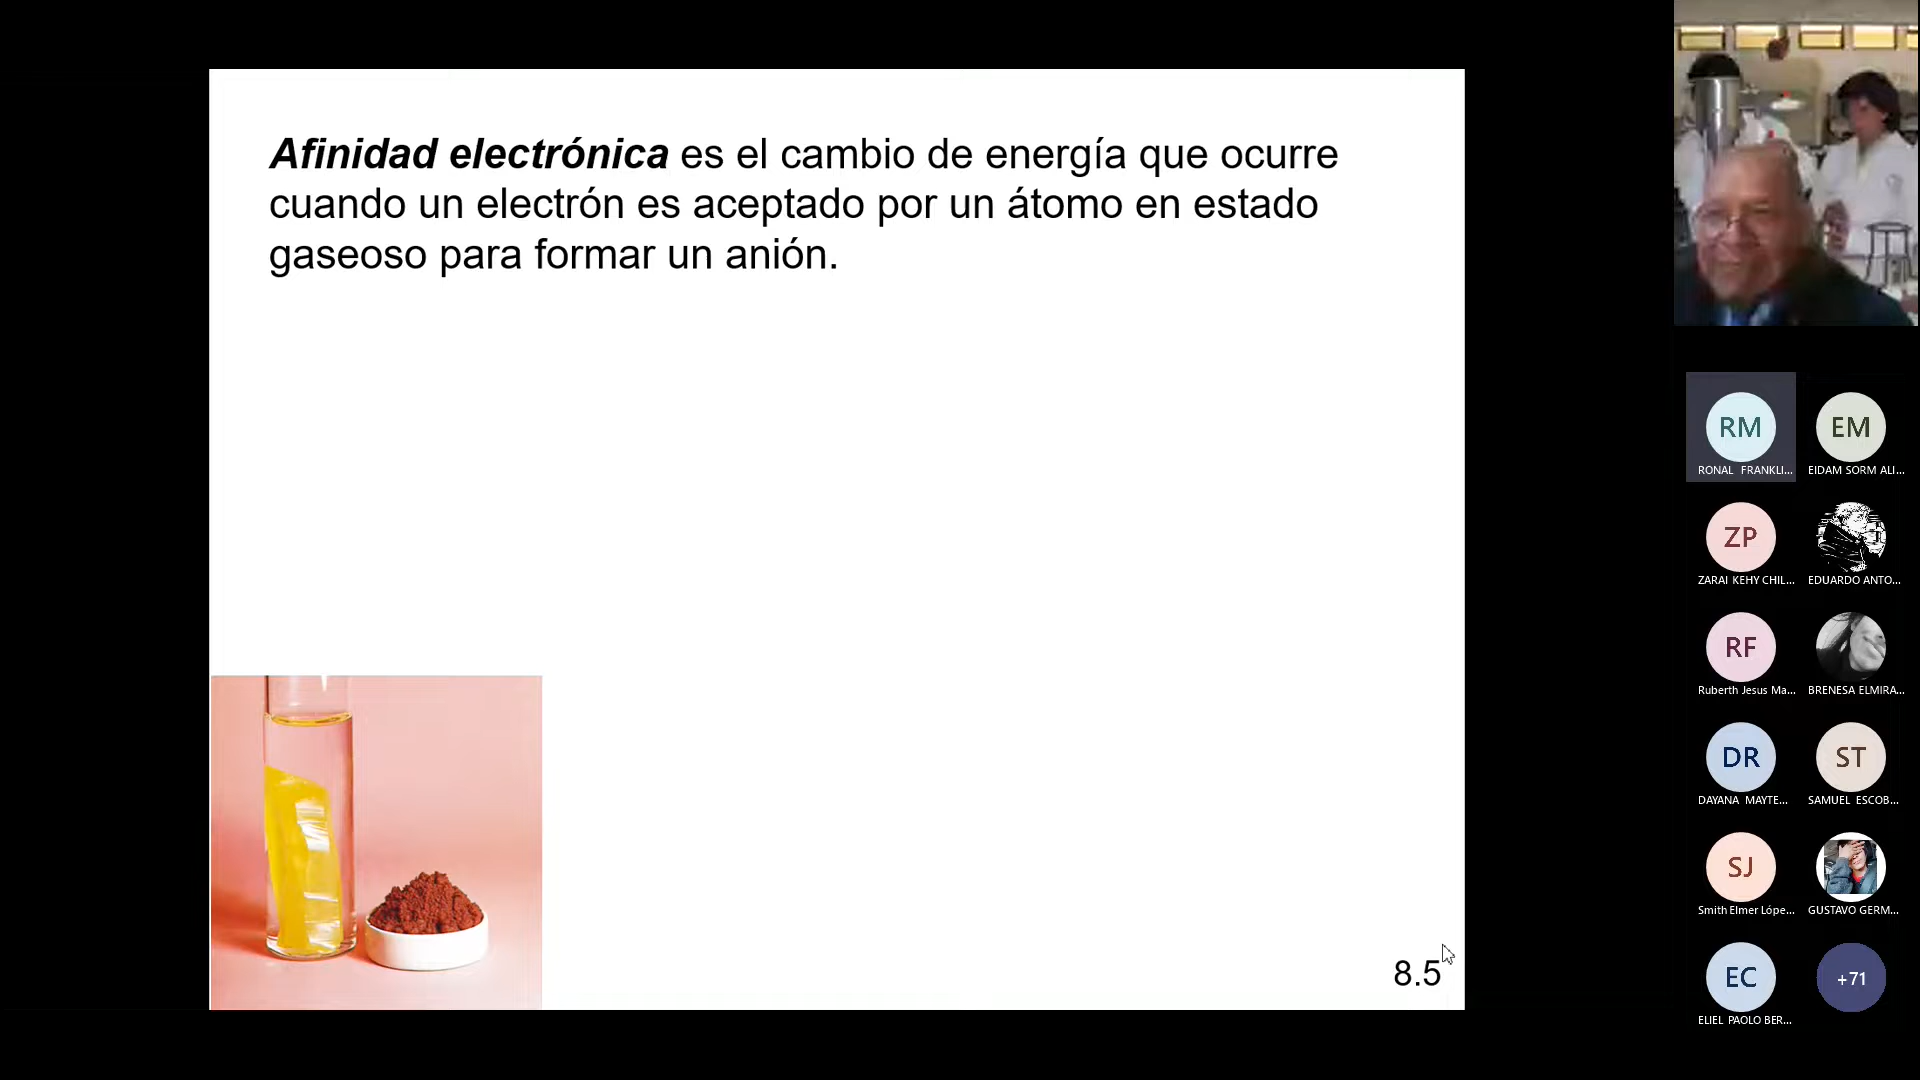 Afinidad electrónica es el cambio de energía que ocurre
cuando un electrón es aceptado por un átomo en estado
gaseoso para formar un anión.
8.5
RM
RONAL FRANKLI...
EM
EIDAM SORM ALI...
ZP
ZARAI KEHY CHIL...
EDUARDO ANTO...
RF
Ruberth Jesus Ma...
BRENESA ELMIRA...
DR
DAYANA MAYTE...
ST
SAMUEL ESCOB...
SJ
Smith Elmer Lópe...
GUSTAVO GERM...
EC
ELIEL PAOLO BER...
+71